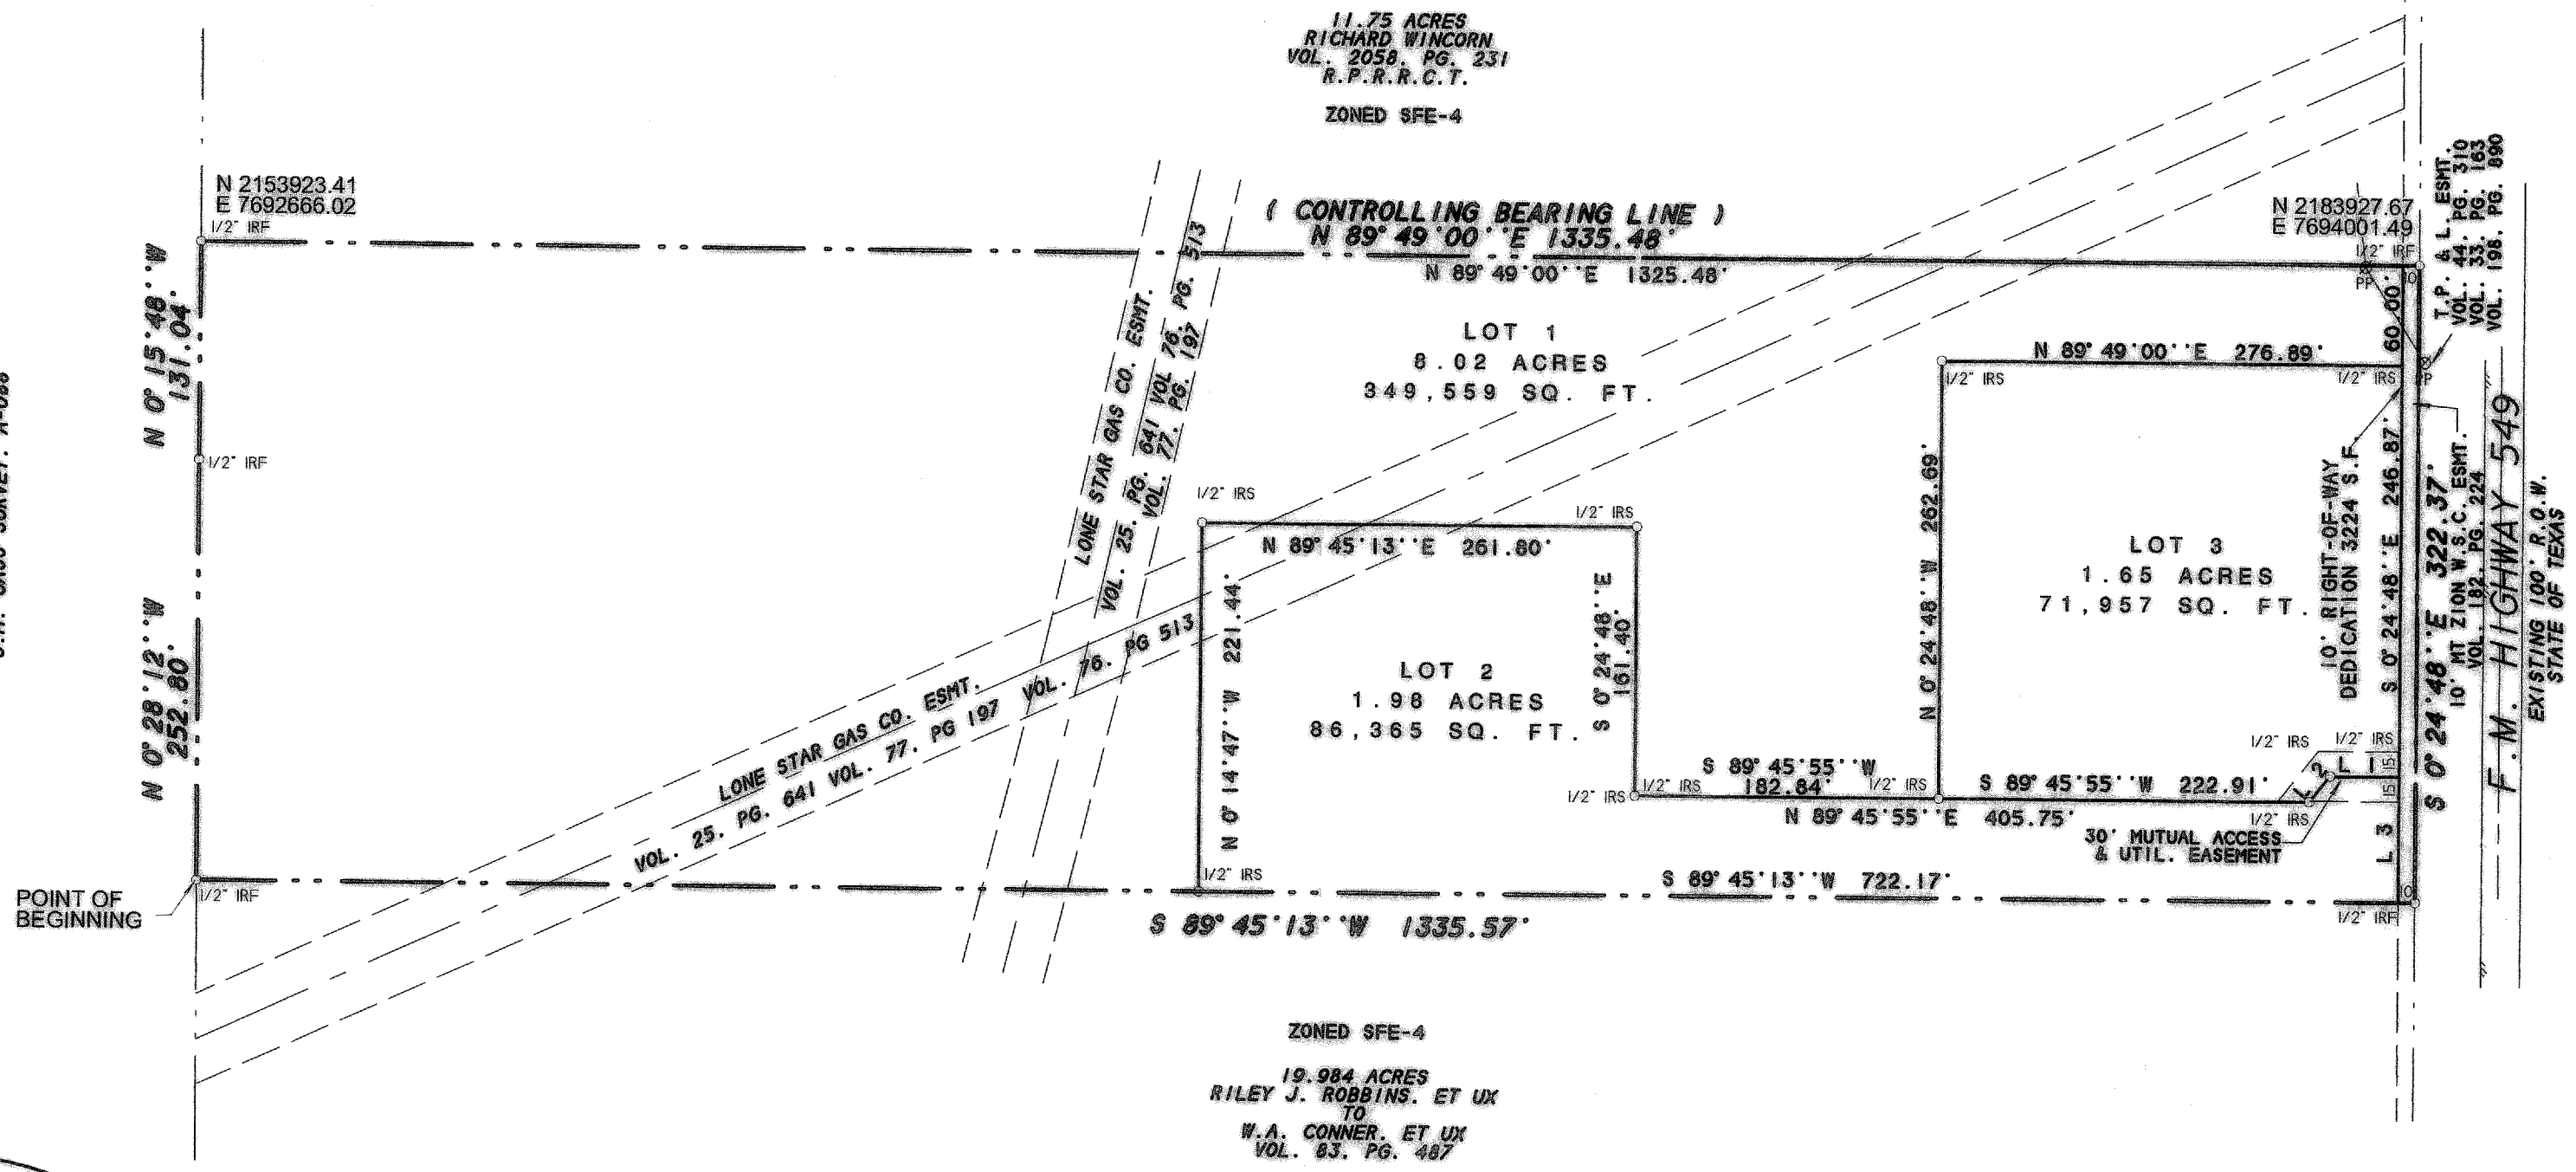 11.75 ACRES
RICHARD WINCORN
VOL. 2058. PG. 231
R.P.R.R.C.T.
ZONED SFE-4
N 2153923.41
E 7692666.02
1/2" IRF
( CONTROLLING BEARING LINE )
N 89° 49'00''E 1335.48'
N 89° 49'00''E 1325.48'
N 2183927.67
E 7694001.49
1/2" IRF
T.P. & L. ESMT.
VOL. 44. PG. 310
VOL. 33. PG. 163
VOL. 198. PG. 890
10
PP
60.00'
N 0° 15'48''W
131.04'
1/2" IRF
N 0° 28'12''W
252.80'
POINT OF
BEGINNING
1/2" IRF
LONE STAR GAS CO. ESMT.
VOL. 25. PG. 641 VOL 76. PG. 513
VOL. 77. PG. 197
LOT 1
8.02 ACRES
349,559 SQ. FT.
LONE STAR GAS CO. ESMT.
VOL. 25. PG. 641 VOL. 77. PG 197 VOL. 76. PG 513
1/2" IRS
1/2" IRS
N 89° 45'13''E 261.80'
N 0° 14'47''W 221.44'
S 0° 24'48''E
161.40'
LOT 2
1.98 ACRES
86,365 SQ. FT.
1/2" IRS
N 89° 49'00''E 276.89'
1/2" IRS
1/2" IRS
PP
N 0° 24'48''W 262.69'
LOT 3
1.65 ACRES
71,957 SQ. FT.
10' RIGHT-OF-WAY
DEDICATION 3224 S.F.
S 0° 24'48''E 246.87'
S 0° 24'48''E 322.37'
10' MT ZION W.S.C. ESMT.
VOL. 182. PG. 224
F.M. HIGHWAY 549
EXISTING 100' R.O.W.
STATE OF TEXAS
S 89° 45'55''W
182.84'
1/2" IRS
1/2" IRS
1/2" IRS
S 89° 45'55''W 222.91'
N 89° 45'55''E 405.75'
1/2" IRS
1/2" IRS
1/2" IRS
L 1
L 2
L 3
15'
15'
30' MUTUAL ACCESS
& UTIL. EASEMENT
S 89° 45'13''W 722.17'
S 89° 45'13''W 1335.57'
10
1/2" IRF
ZONED SFE-4
19.984 ACRES
RILEY J. ROBBINS. ET UX
TO
W.A. CONNER. ET UX
VOL. 83. PG. 487